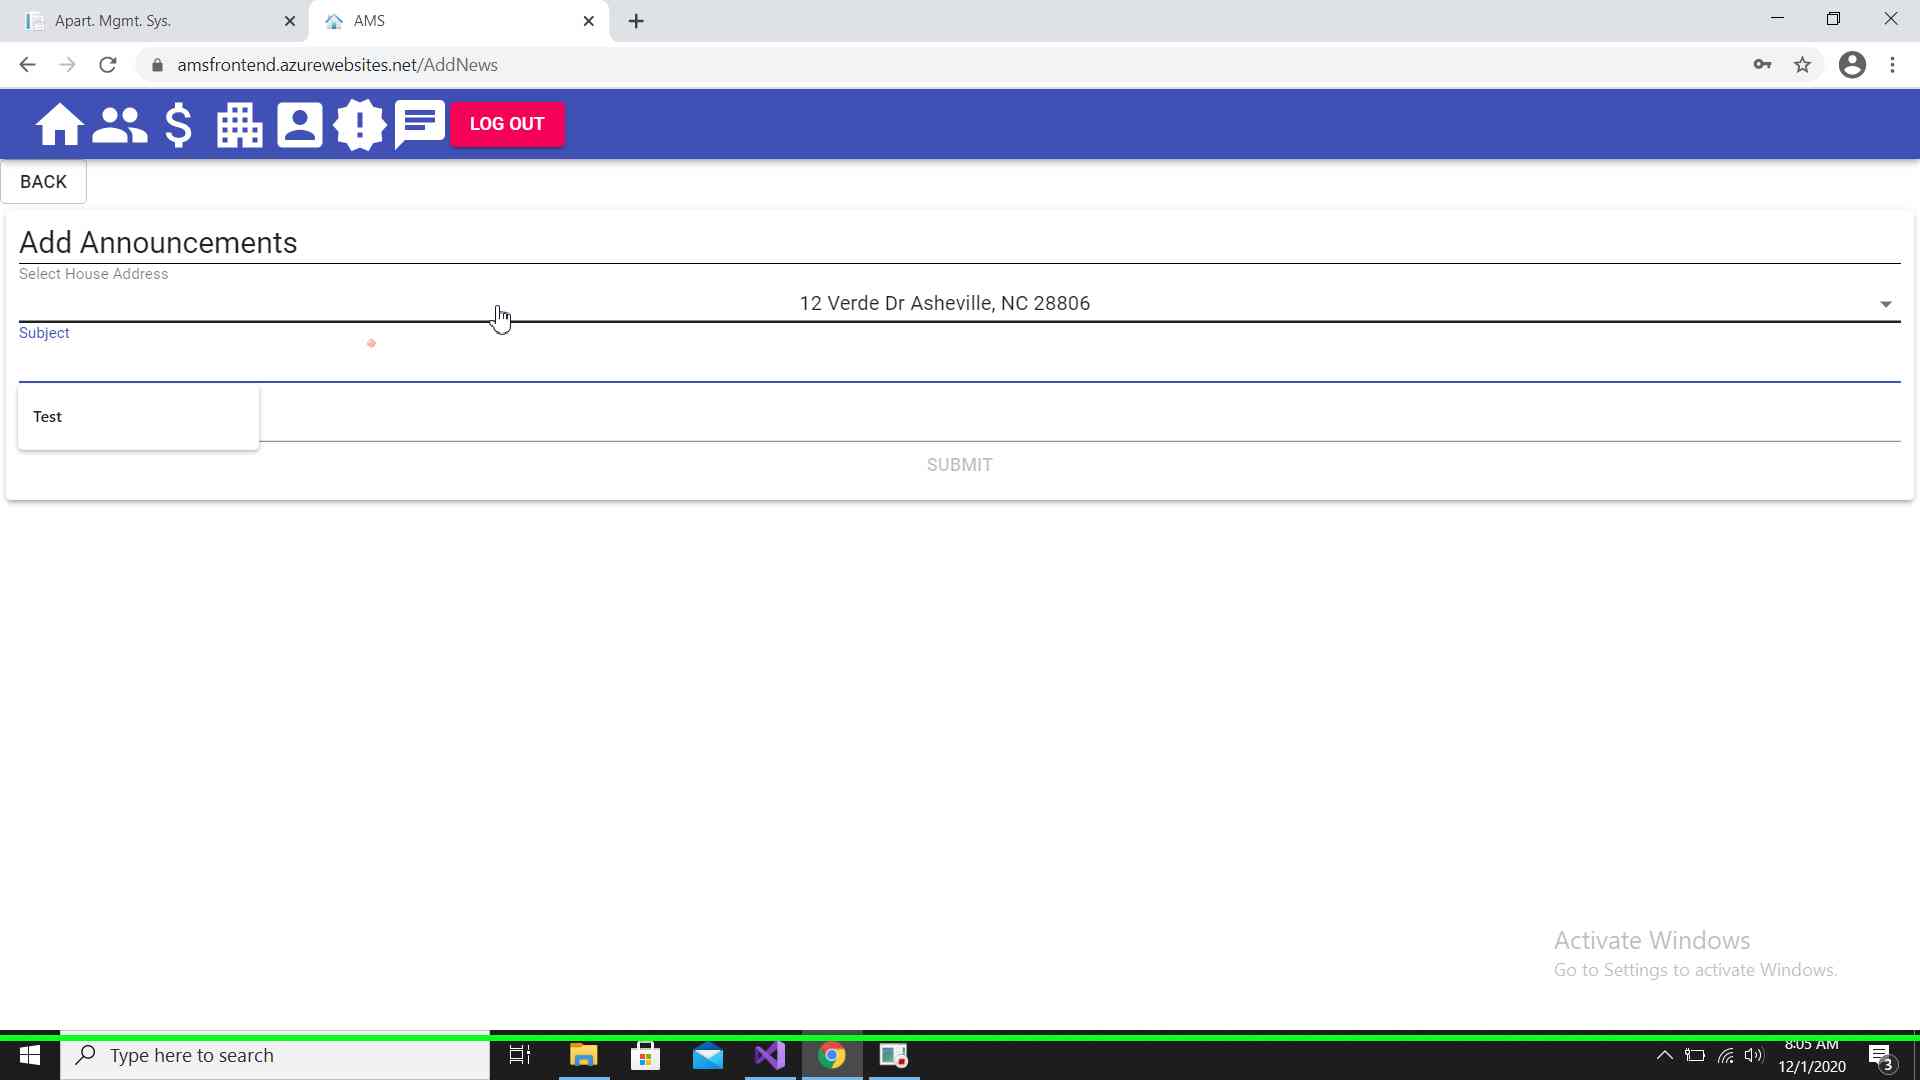 Apart. Mgmt. Sys.
AMS
amsfrontend.azurewebsites.net/AddNews
LOG OUT
BACK
Add Announcements
Select House Address
12 Verde Dr Asheville, NC 28806
Subject
Test
SUBMIT
Activate Windows
Go to Settings to activate Windows.
Type here to search
8:05 AM
12/1/2020
3